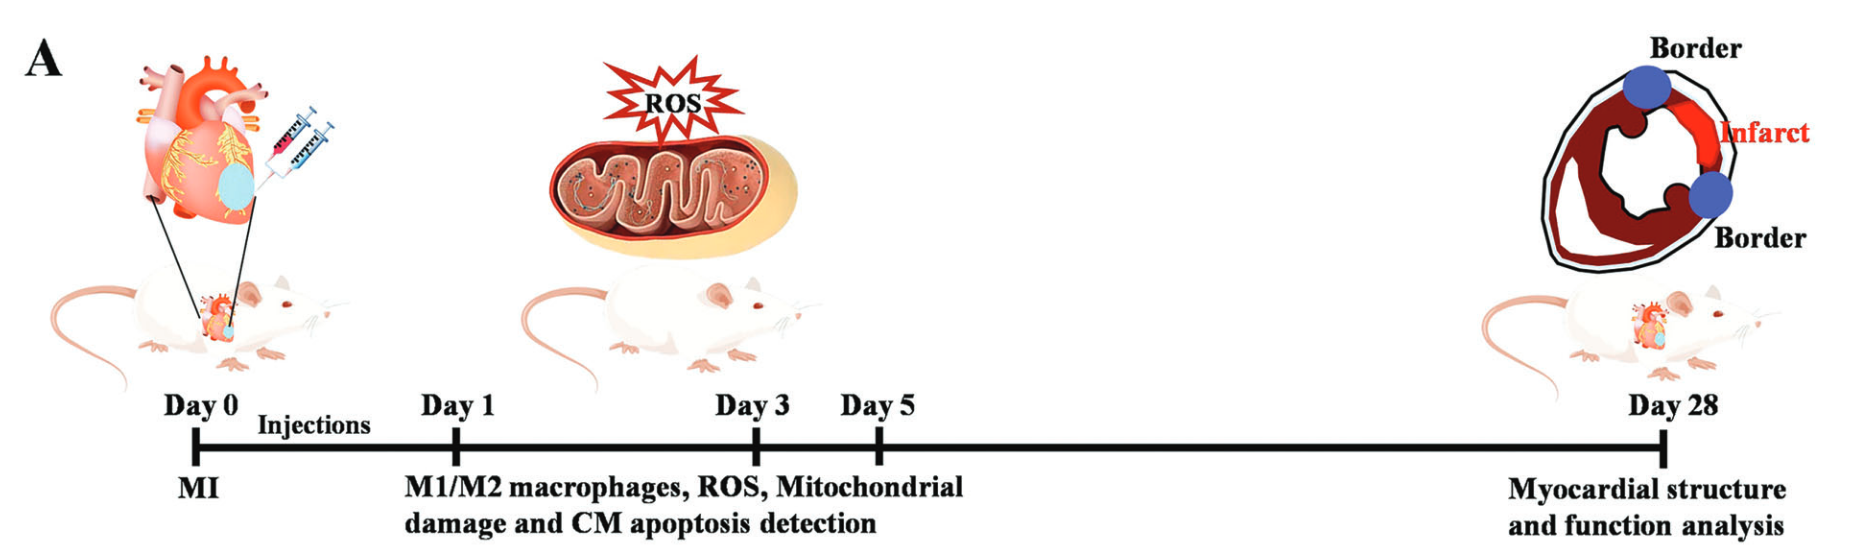 A
Border
ROS
Infarct
Border
Day 0
Injections
Day 1
Day 3
Day 5
Day 28
MI
M1/M2 macrophages, ROS, Mitochondrial
damage and CM apoptosis detection
Myocardial structure
and function analysis